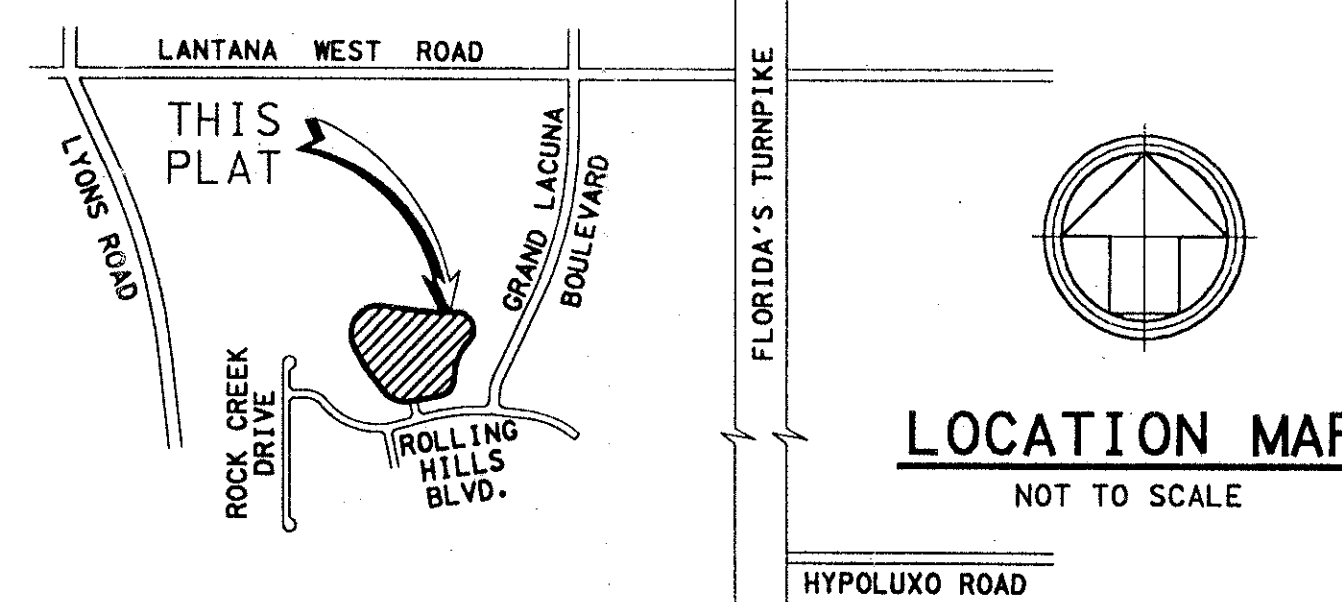 LANTANA WEST ROAD
THIS
PLAT
LYONS ROAD
GRAND LACUNA
BOULEVARD
FLORIDA'S TURNPIKE
ROCK CREEK
DRIVE
ROLLING
HILLS
BLVD.
LOCATION MAP
NOT TO SCALE
HYPOLUXO ROAD